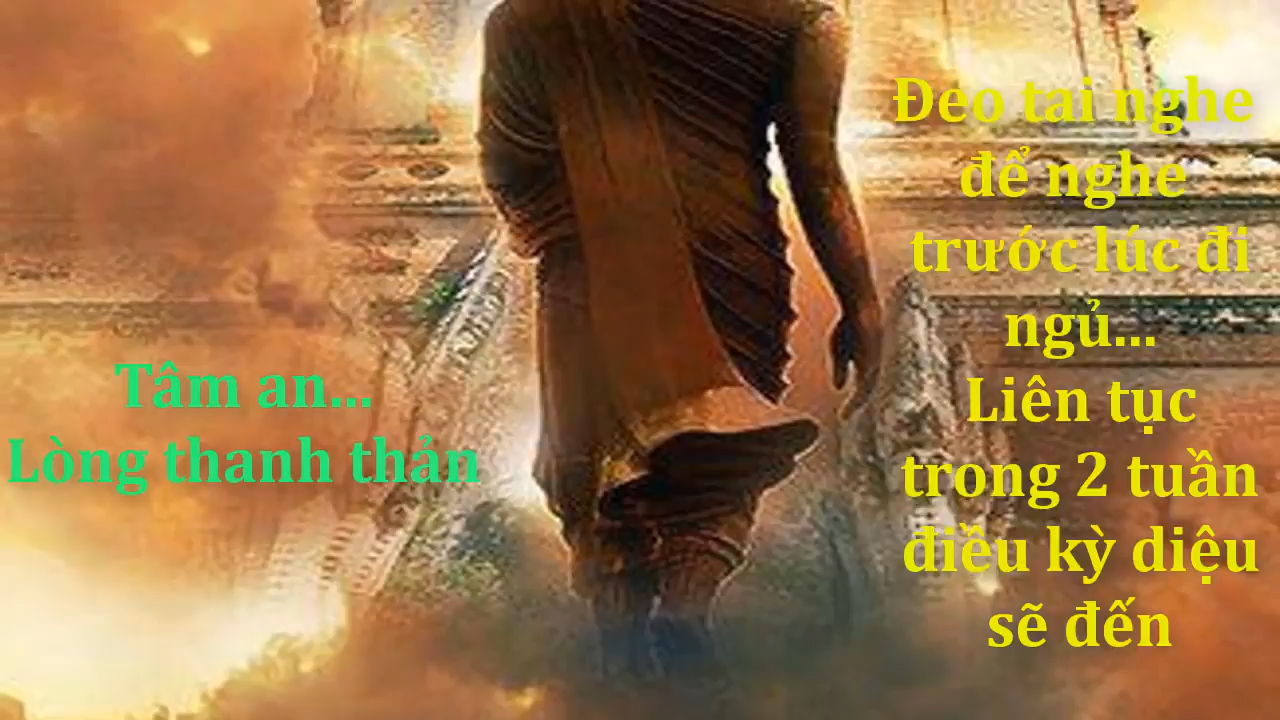 Tâm an...
Lòng thanh thản
Đeo tai nghe
để nghe
trước lúc đi
ngủ...
Liên tục
trong 2 tuần
điều kỳ diệu
sẽ đến